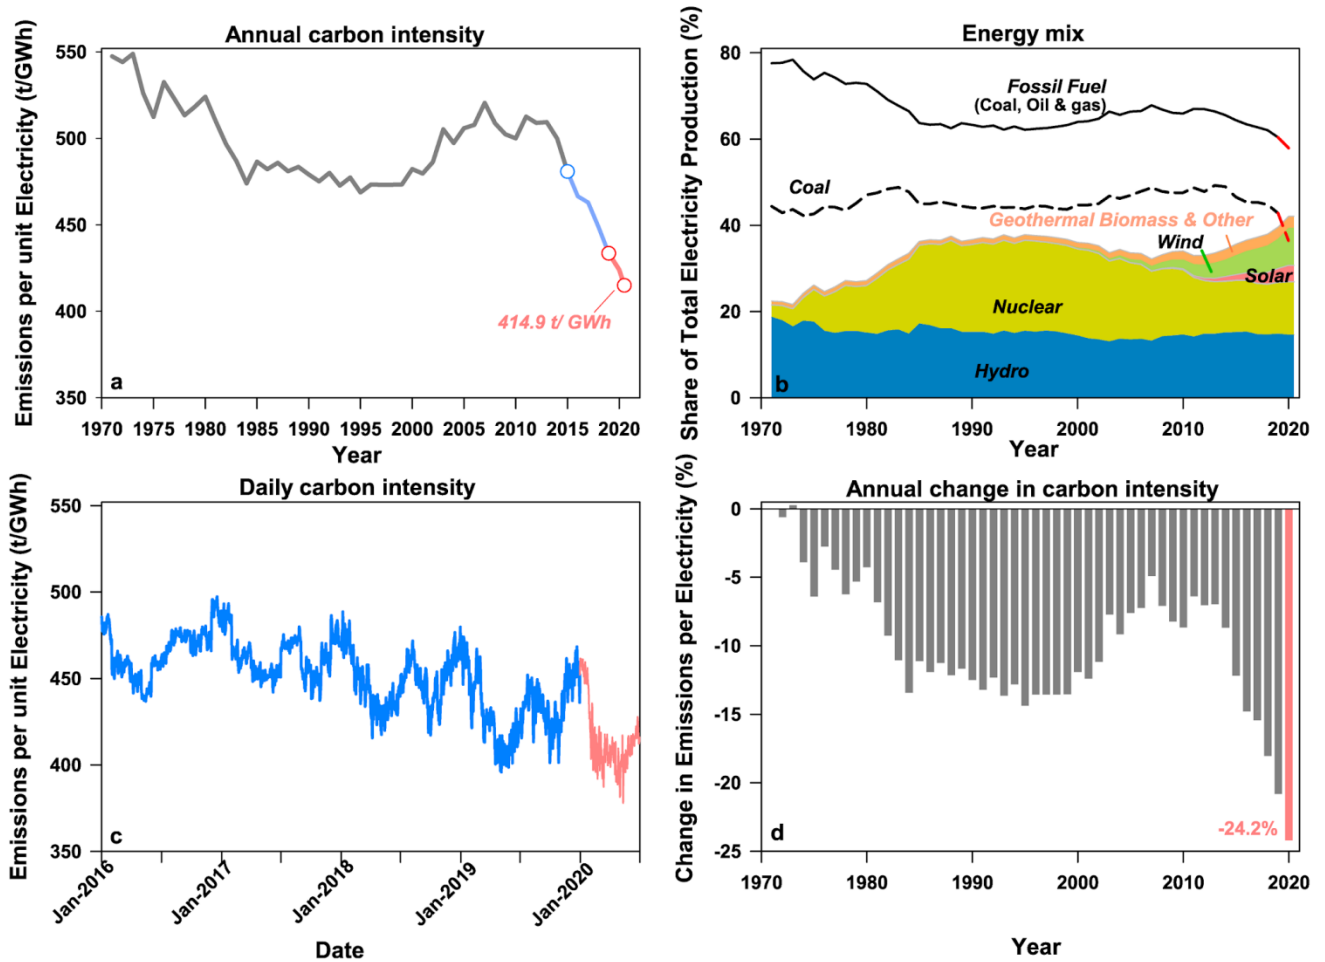 Annual carbon intensity
Emissions per unit Electricity (t/GWh)
550
500
450
400
350
414.9 t/ GWh
a
1970 1975 1980 1985 1990 1995 2000 2005 2010 2015 2020
Year
Energy mix
Share of Total Electricity Production (%)
80
60
40
20
0
Fossil Fuel
(Coal, Oil & gas)
Coal
Geothermal Biomass & Other
Wind
Solar
Nuclear
Hydro
b
1970 1980 1990 2000 2010 2020
Year
Daily carbon intensity
Emissions per unit Electricity (t/GWh)
550
500
450
400
350
c
Jan-2016 Jan-2017 Jan-2018 Jan-2019 Jan-2020
Date
Annual change in carbon intensity
Change in Emissions per Electricity (%)
0
-5
-10
-15
-20
-25
-24.2%
d
1970 1980 1990 2000 2010 2020
Year